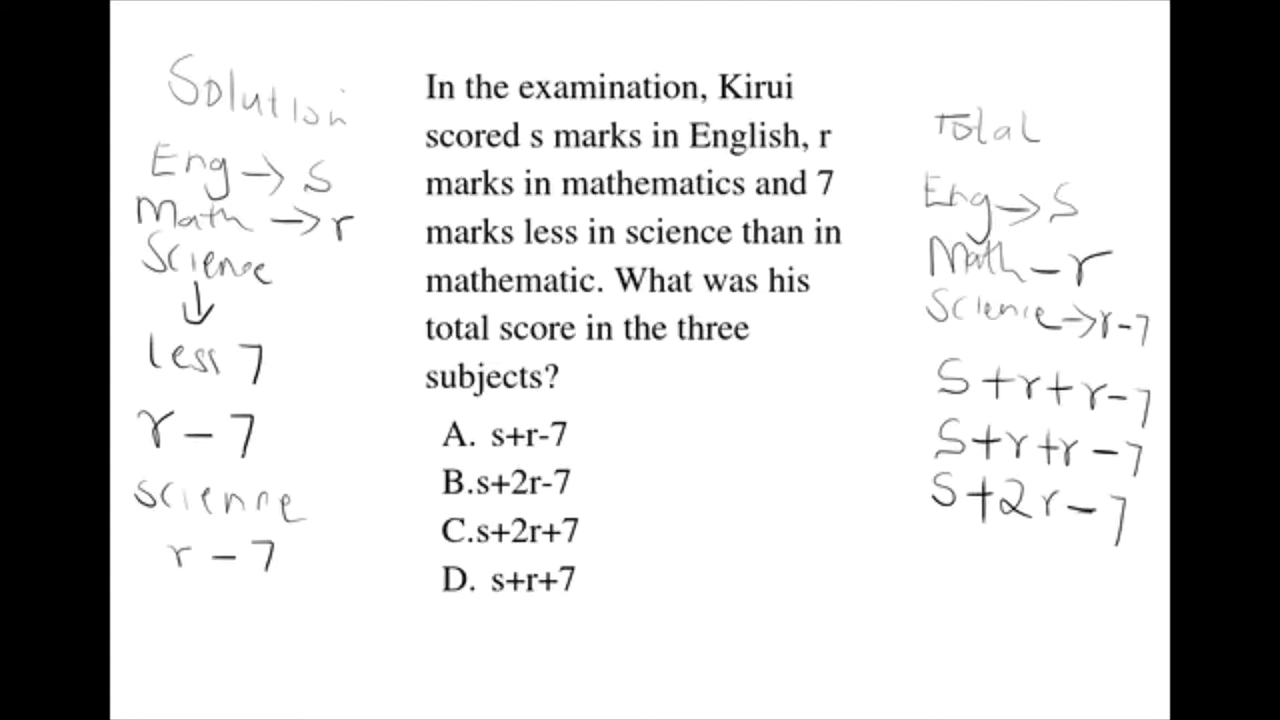 Solution
Eng → s
Math → r
Science
↓
less 7
r - 7
science
r - 7
In the examination, Kirui
scored s marks in English, r
marks in mathematics and 7
marks less in science than in
mathematic. What was his
total score in the three
subjects?
A. s+r-7
B.s+2r-7
C.s+2r+7
D. s+r+7
Total
Eng → s
Math - r
Science → r-7
s+r+r-7
s+r+r-7
s+2r-7